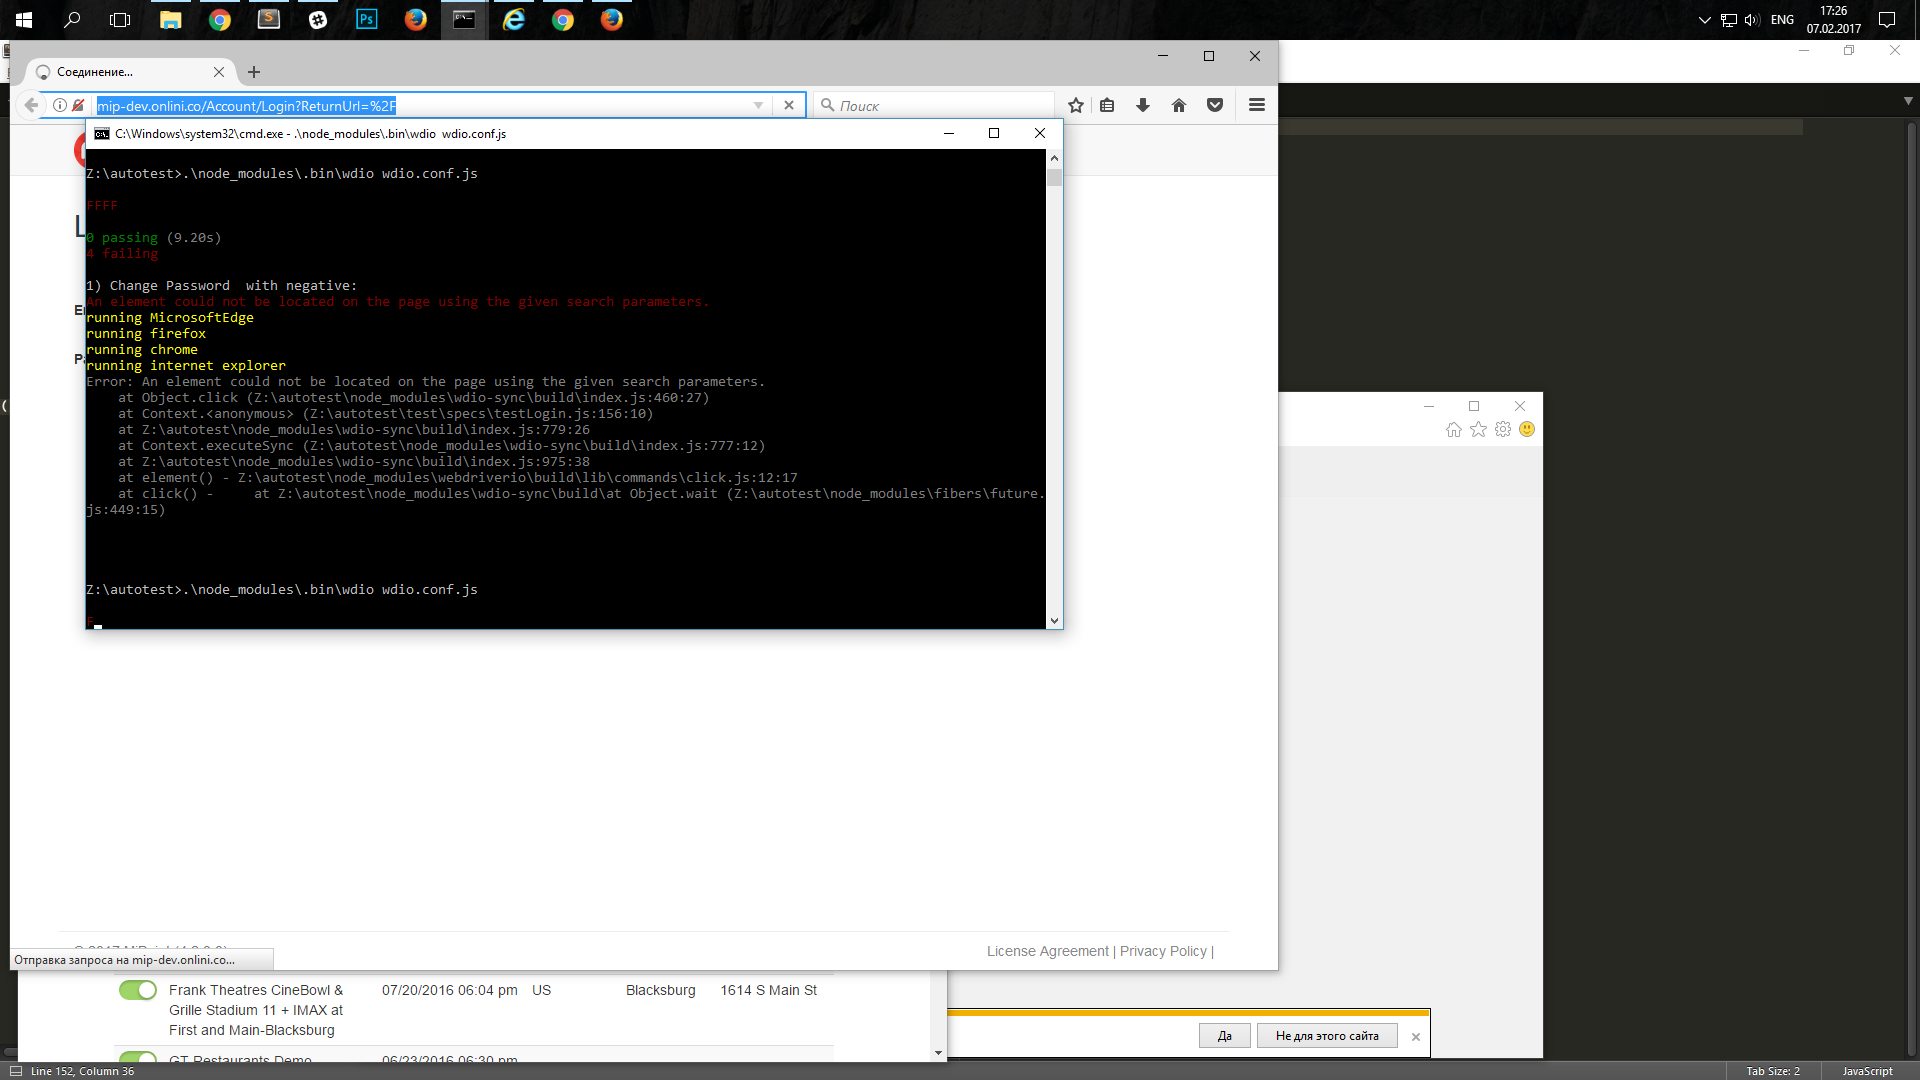 17:26
ENG
07.02.2017
Соединение...
mip-dev.onlini.co/Account/Login?ReturnUrl=%2F
Поиск
C:\Windows\system32\cmd.exe - .\node_modules\.bin\wdio wdio.conf.js
Z:\autotest>.\node_modules\.bin\wdio wdio.conf.js
FFFF
0 passing (9.20s)
4 failing
1) Change Password  with negative:
An element could not be located on the page using the given search parameters.
running MicrosoftEdge
running firefox
running chrome
running internet explorer
Error: An element could not be located on the page using the given search parameters.
at Object.click (Z:\autotest\node_modules\wdio-sync\build\index.js:460:27)
at Context.<anonymous> (Z:\autotest\test\specs\testLogin.js:156:10)
at Z:\autotest\node_modules\wdio-sync\build\index.js:779:26
at Context.executeSync (Z:\autotest\node_modules\wdio-sync\build\index.js:777:12)
at Z:\autotest\node_modules\wdio-sync\build\index.js:975:38
at element() - Z:\autotest\node_modules\webdriverio\build\lib\commands\click.js:12:17
at click() -     at Z:\autotest\node_modules\wdio-sync\build\at Object.wait (Z:\autotest\node_modules\fibers\future.
js:449:15)
Z:\autotest>.\node_modules\.bin\wdio wdio.conf.js
F
License Agreement | Privacy Policy |
Отправка запроса на mip-dev.onlini.co...
Frank Theatres CineBowl & 07/20/2016 06:04 pm US Blacksburg 1614 S Main St
Grille Stadium 11 + IMAX at
First and Main-Blacksburg
GT Restaurants Demo 06/23/2016 06:30 pm
Да
Не для этого сайта
Line 152, Column 36
Tab Size: 2
JavaScript